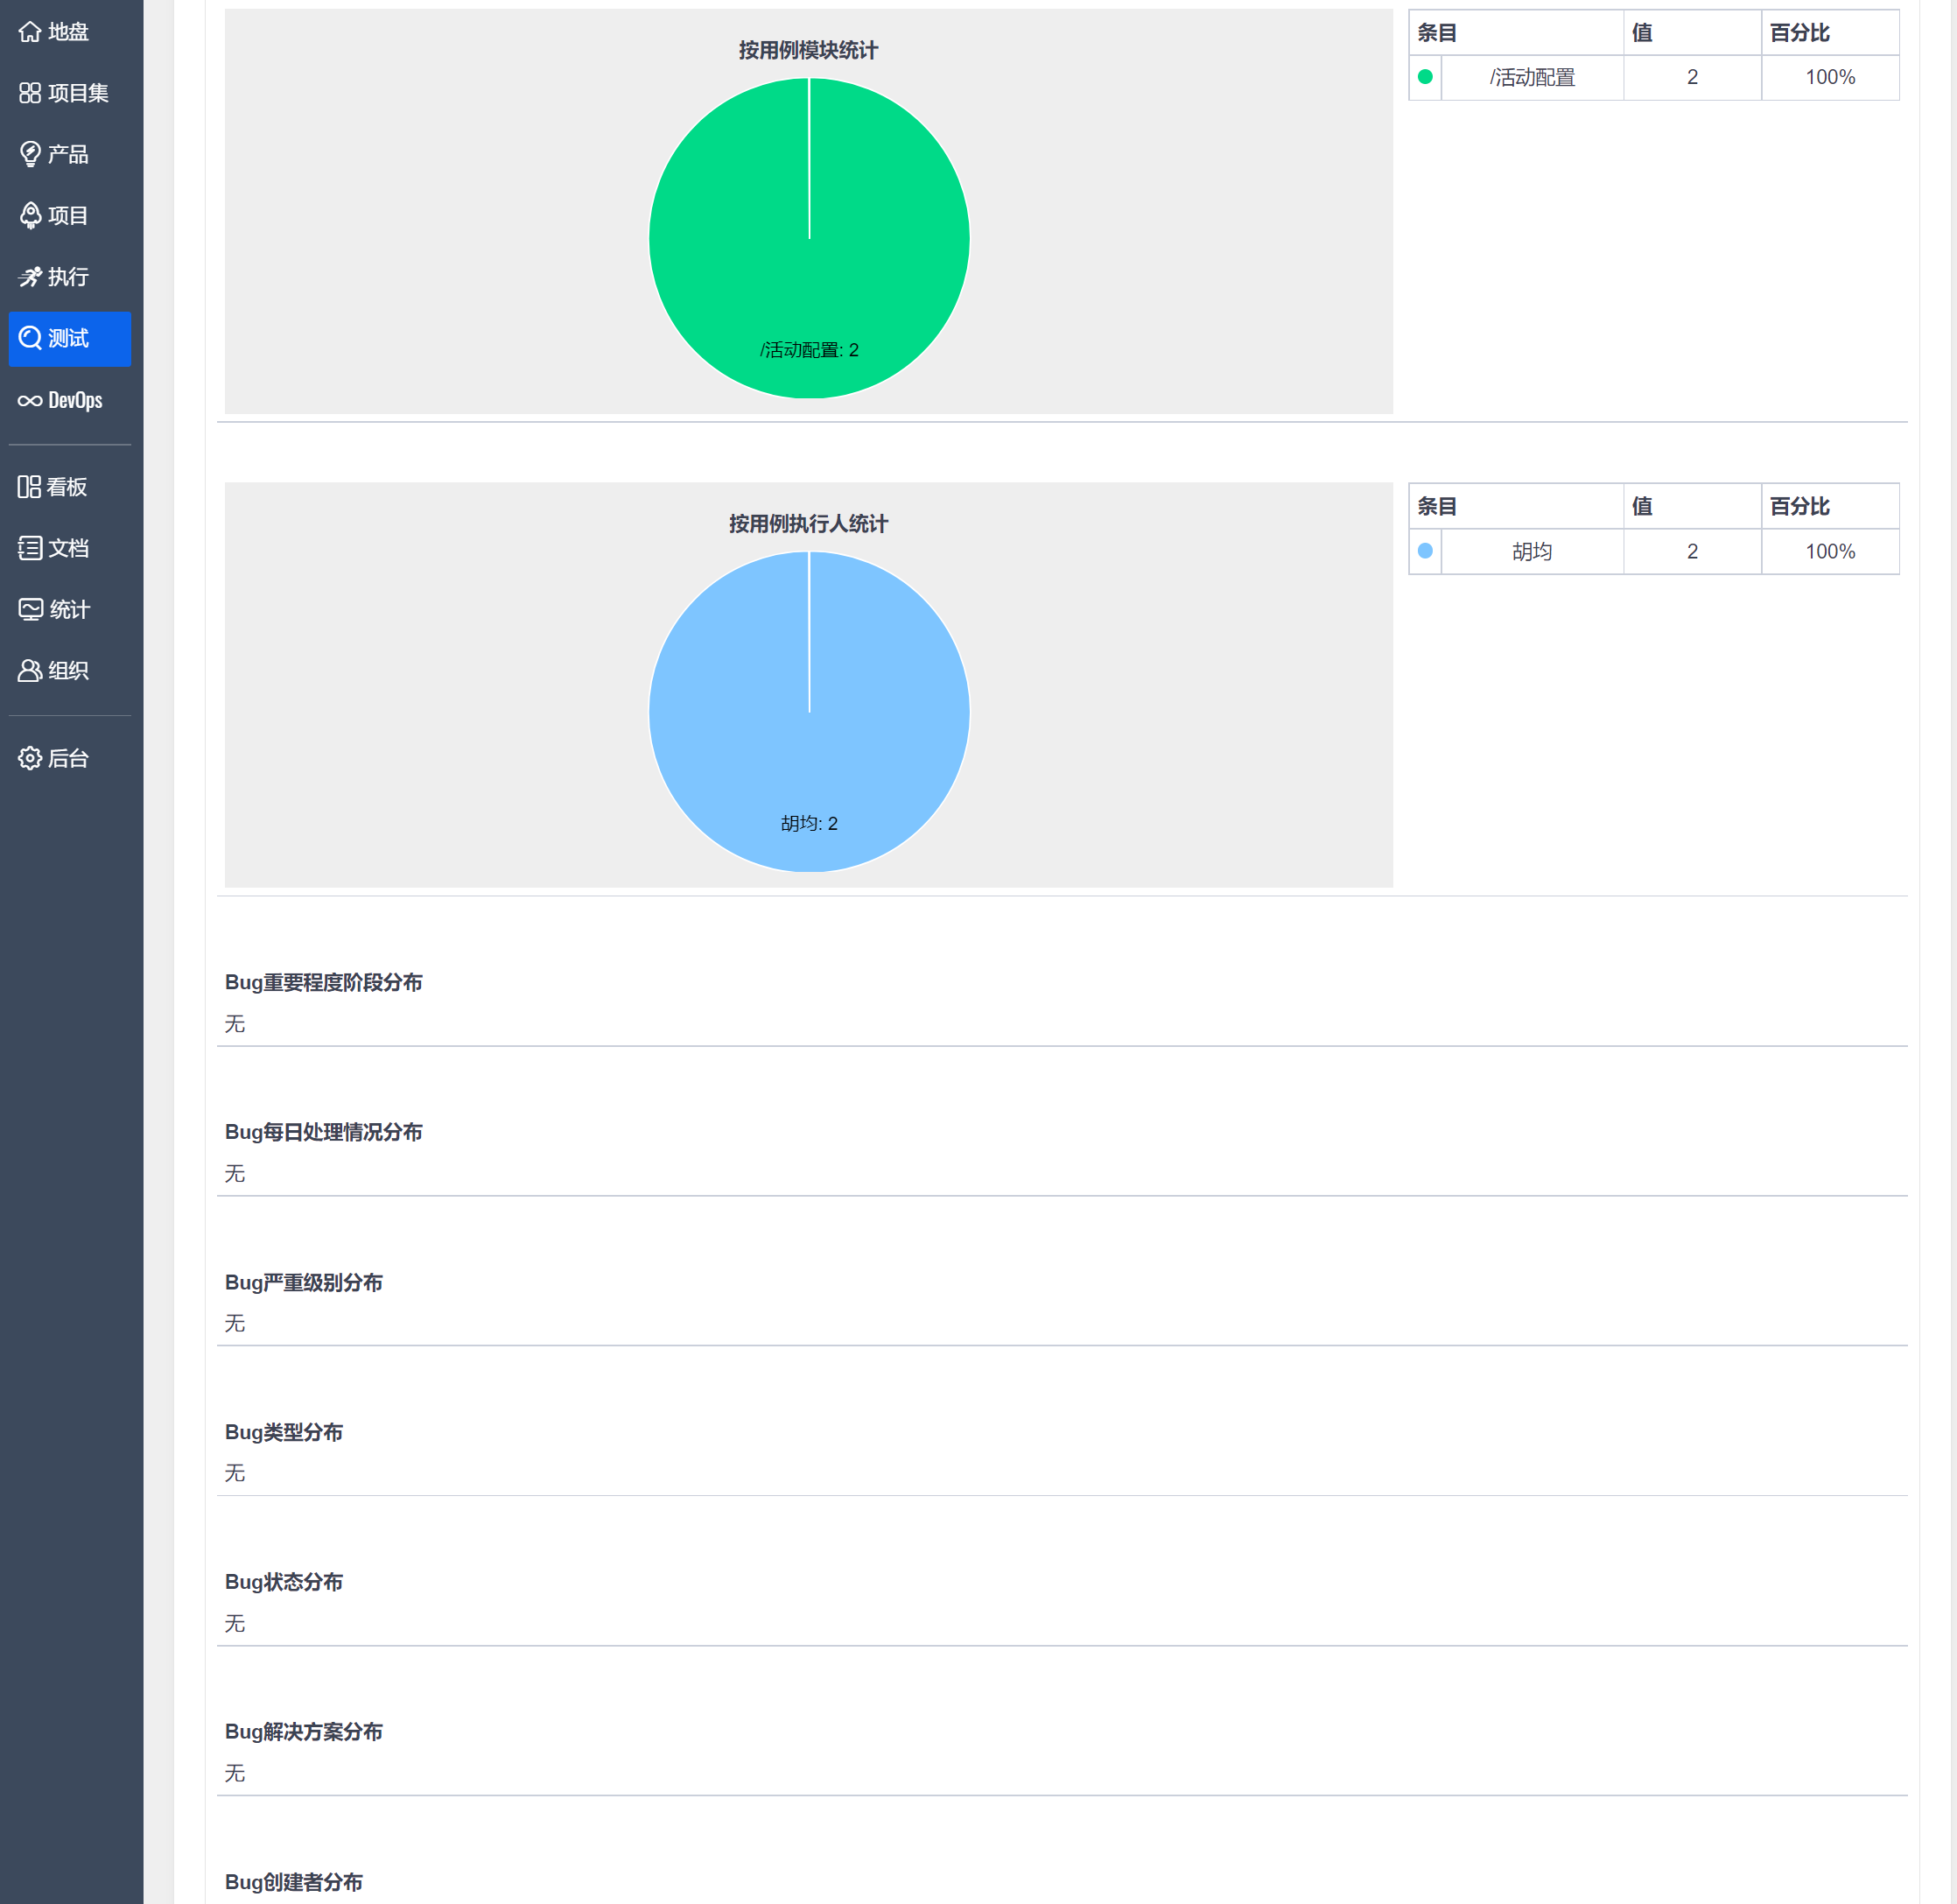 地盘
项目集
产品
项目
执行
测试
DevOps
看板
文档
统计
组织
后台
按用例模块统计
/活动配置: 2
条目 值 百分比
/活动配置 2 100%
按用例执行人统计
胡均: 2
条目 值 百分比
胡均 2 100%
Bug重要程度阶段分布
无
Bug每日处理情况分布
无
Bug严重级别分布
无
Bug类型分布
无
Bug状态分布
无
Bug解决方案分布
无
Bug创建者分布